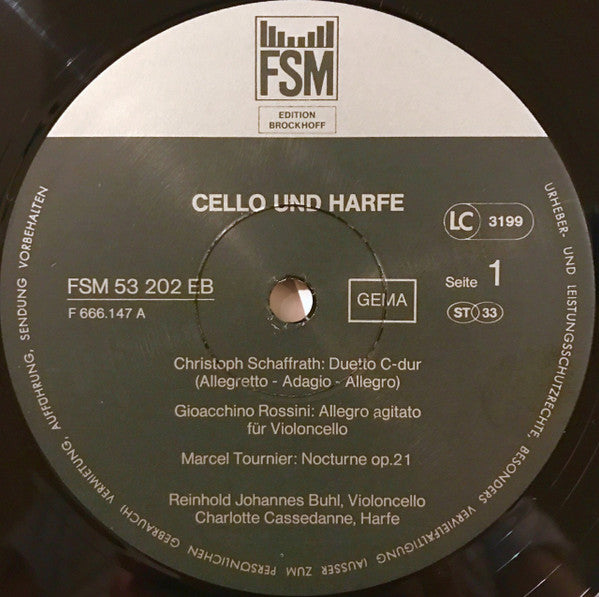 FSM
EDITION
BROCKHOFF
CELLO UND HARFE
LC 3199
FSM 53 202 EB
F 666.147 A
GEMA
Seite 1
ST 33
Christoph Schaffrath: Duetto C-dur
(Allegretto - Adagio - Allegro)
Gioacchino Rossini: Allegro agitato
für Violoncello
Marcel Tournier: Nocturne op.21
Reinhold Johannes Buhl, Violoncello
Charlotte Cassedanne, Harfe
URHEBER- UND LEISTUNGSSCHUTZRECHTE, BESONDERS VERVIELFÄLTIGUNG (AUSSER ZUM PERSÖNLICHEN GEBRAUCH) VERMIETUNG, AUFFÜHRUNG, SENDUNG VORBEHALTEN